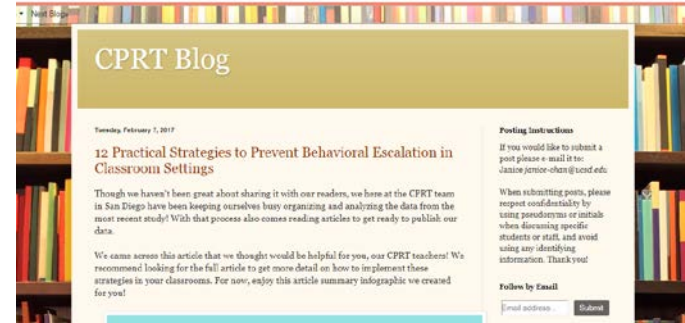 Next Blog»
CPRT Blog
Tuesday, February 7, 2017
12 Practical Strategies to Prevent Behavioral Escalation in
Classroom Settings
Though we haven't been great about sharing it with our readers, we here at the CPRT team
in San Diego have been keeping ourselves busy organizing and analyzing the data from the
most recent study! With that process also comes reading articles to get ready to publish our
data.
We came across this article that we thought would be helpful for you, our CPRT teachers! We
recommend looking for the full article to get more detail on how to implement these
strategies in your classrooms. For now, enjoy this article summary infographic we created
for you!
Posting Instructions
If you would like to submit a
post please e-mail it to:
Janice janice-chan@ucsd.edu
When submitting posts, please
respect confidentiality by
using pseudonyms or initials
when discussing specific
students or staff, and avoid
using any identifying
information. Thank you!
Follow by Email
Email address...
Submit